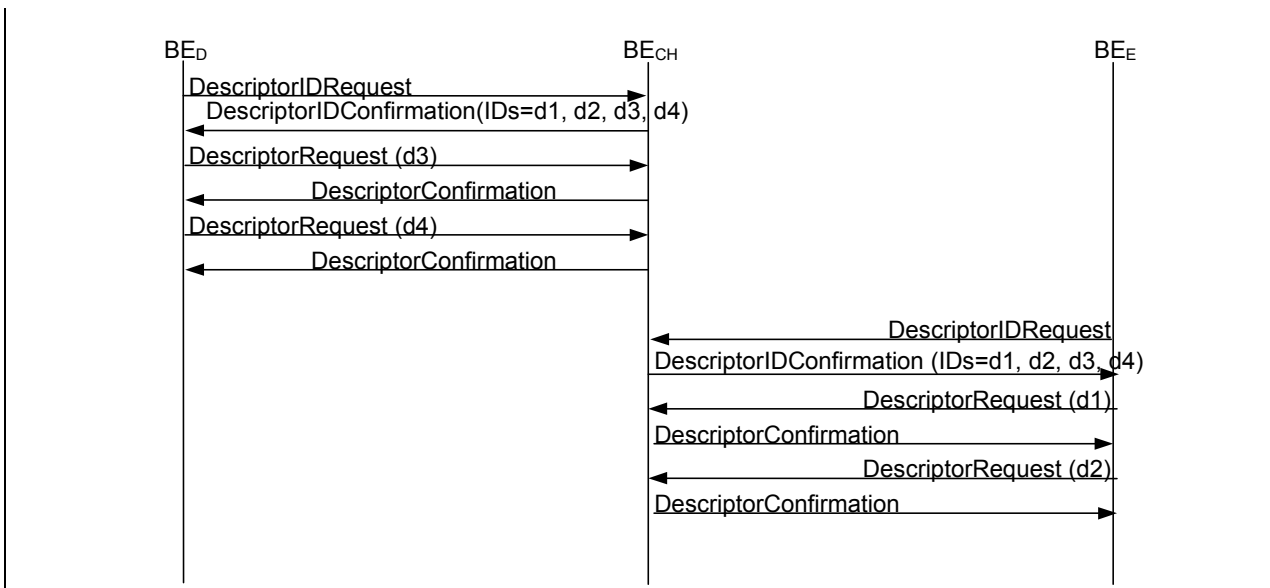 BED BECH BEE
DescriptorIDRequest
DescriptorIDConfirmation(IDs=d1, d2, d3, d4)
DescriptorRequest (d3)
DescriptorConfirmation
DescriptorRequest (d4)
DescriptorConfirmation
DescriptorIDRequest
DescriptorIDConfirmation (IDs=d1, d2, d3, d4)
DescriptorRequest (d1)
DescriptorConfirmation
DescriptorRequest (d2)
DescriptorConfirmation